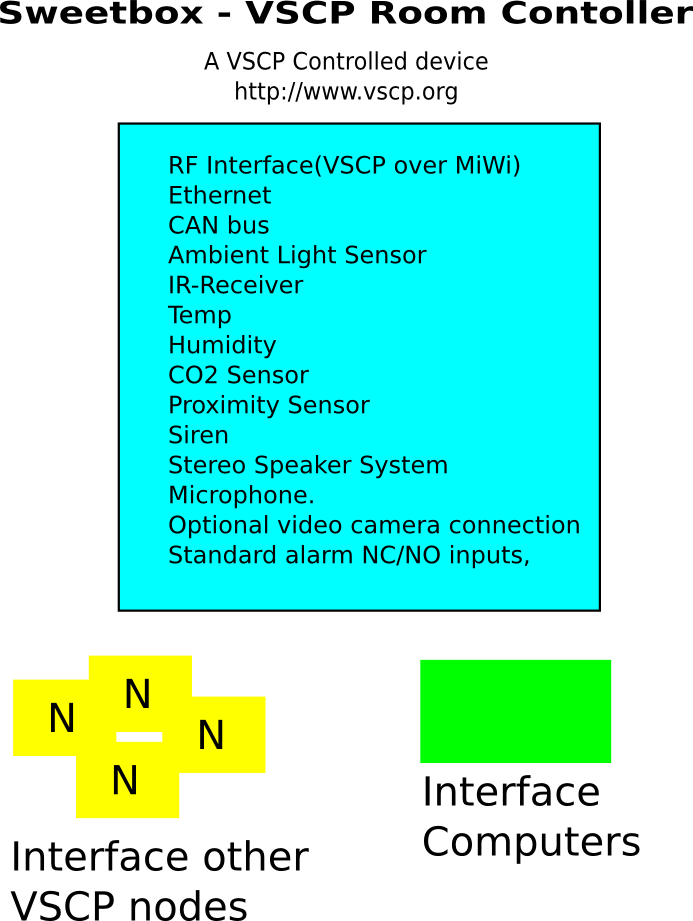 Sweetbox - VSCP Room Contoller
A VSCP Controlled device
http://www.vscp.org
RF Interface(VSCP over MiWi)
Ethernet
CAN bus
Ambient Light Sensor
IR-Receiver
Temp
Humidity
CO2 Sensor
Proximity Sensor
Siren
Stereo Speaker System
Microphone.
Optional video camera connection
Standard alarm NC/NO inputs,
N
N
N
N
Interface other
VSCP nodes
Interface
Computers